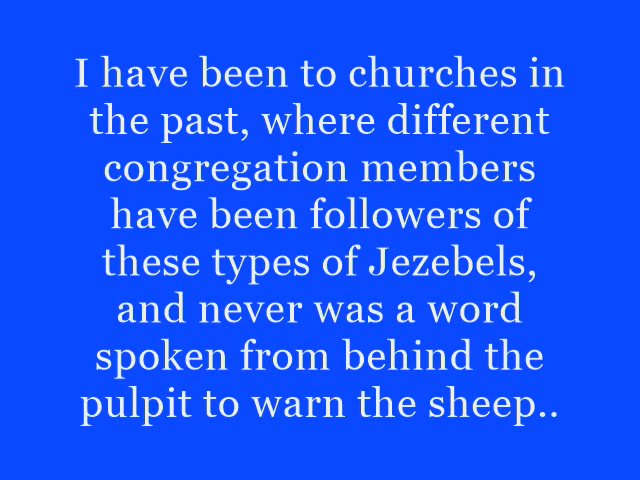 I have been to churches in
the past, where different
congregation members
have been followers of
these types of Jezebels,
and never was a word
spoken from behind the
pulpit to warn the sheep..